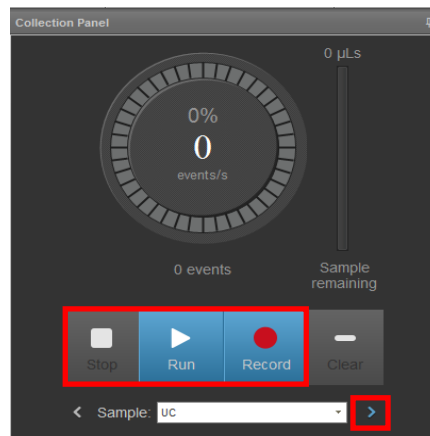 Collection Panel
0 µLs
0%
0
events/s
0 events
Sample
remaining
Stop Run Record Clear
Sample: UC